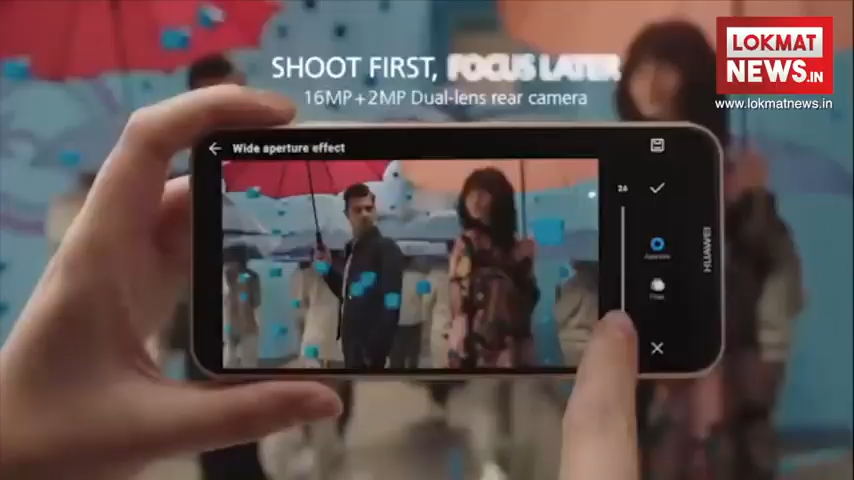 SHOOT FIRST, FOCUS LATER
16MP+2MP Dual-lens rear camera
LOKMAT
NEWS.IN
www.lokmatnews.in
Wide aperture effect
Aperture
HUAWEI